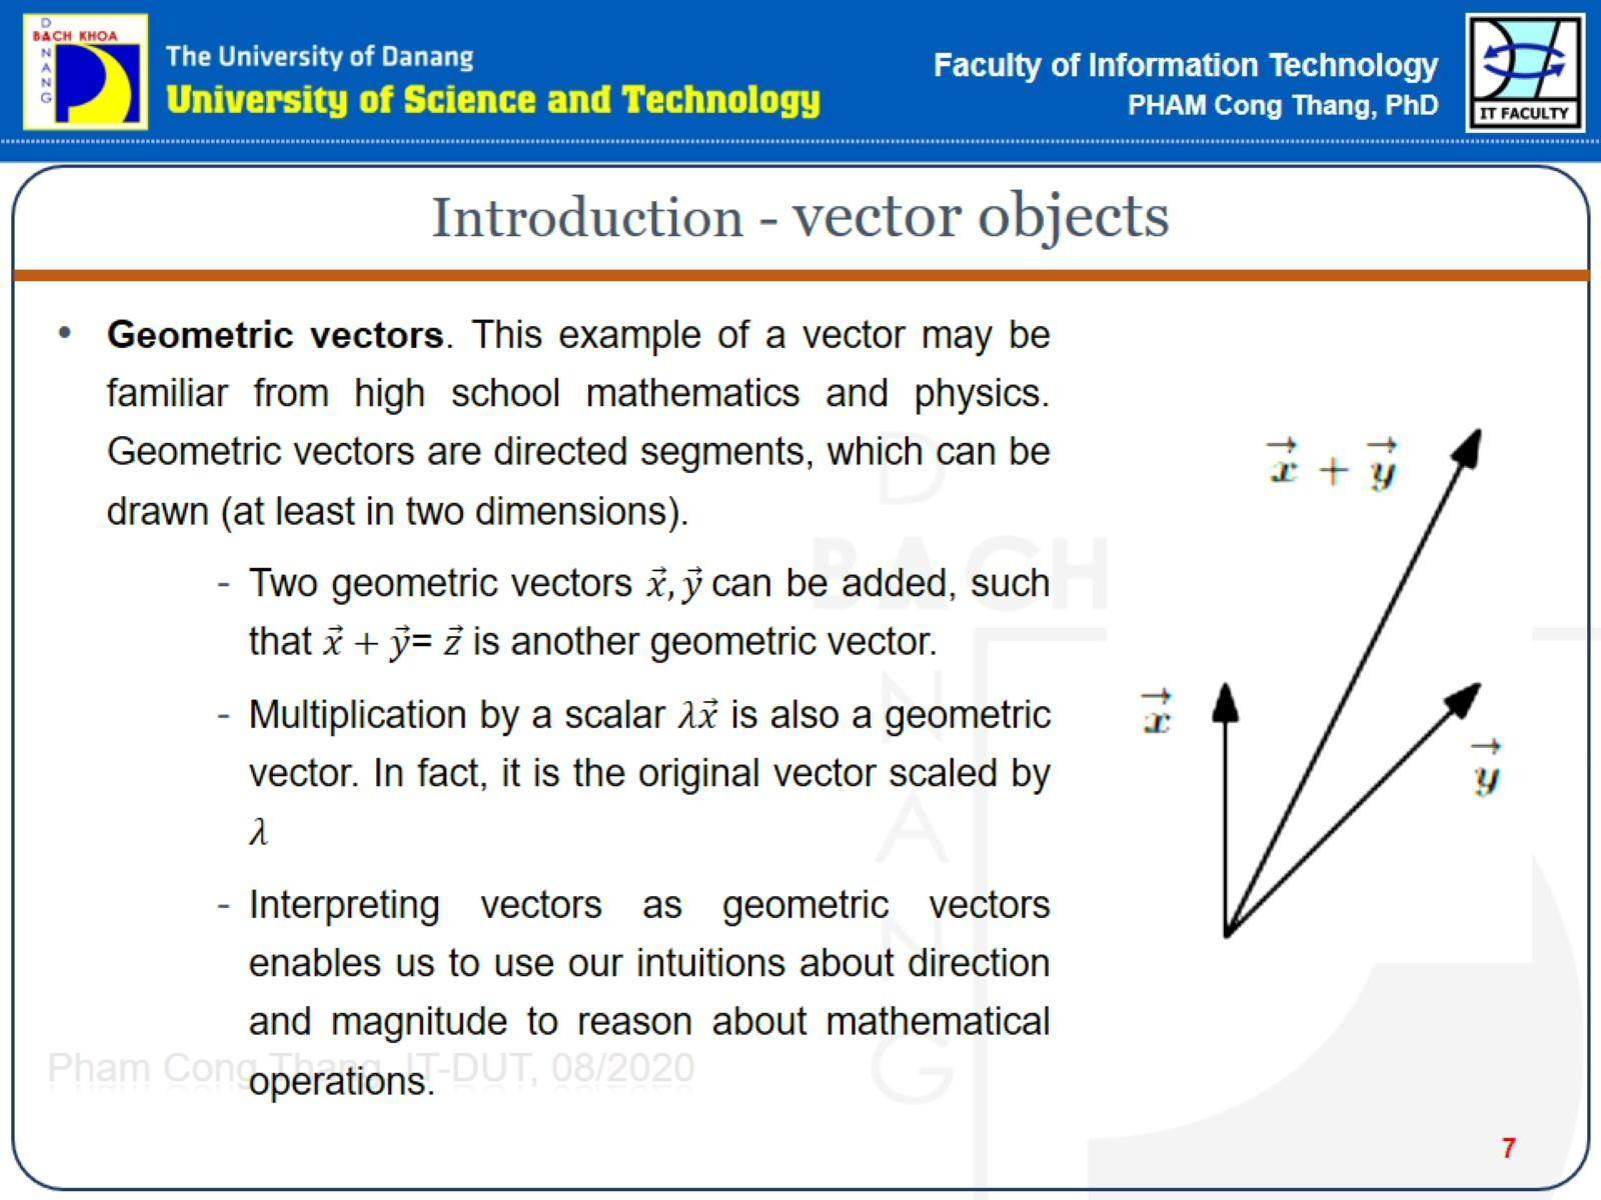 D
BACH KHOA
N
A
N
G
The University of Danang
University of Science and Technology
Faculty of Information Technology
PHAM Cong Thang, PhD
IT FACULTY
Introduction - vector objects
• Geometric vectors. This example of a vector may be
familiar from high school mathematics and physics.
Geometric vectors are directed segments, which can be
drawn (at least in two dimensions).
- Two geometric vectors x⃗, y⃗ can be added, such
that x⃗ + y⃗= z⃗ is another geometric vector.
- Multiplication by a scalar λx⃗ is also a geometric
vector. In fact, it is the original vector scaled by
λ
- Interpreting vectors as geometric vectors
enables us to use our intuitions about direction
and magnitude to reason about mathematical
operations.
x⃗ + y⃗
x⃗
y⃗
D
BACH
N
A
N
G
Pham Cong Thang, IT-DUT, 08/2020
7